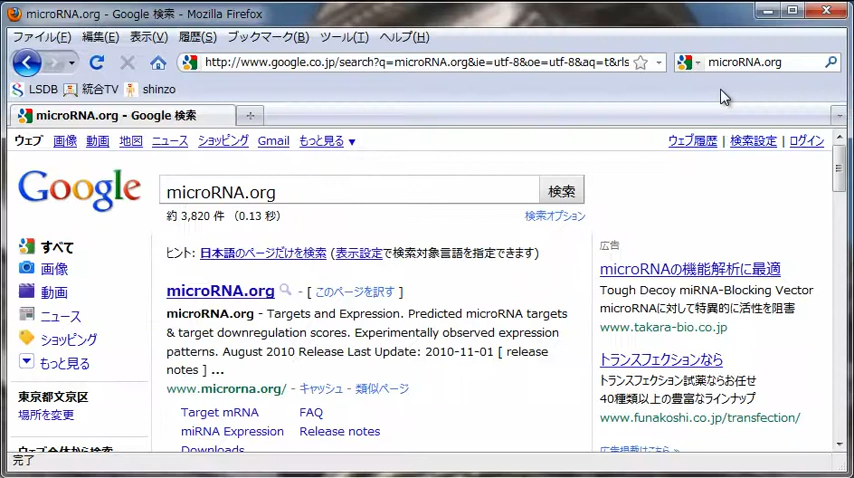 microRNA.org - Google 検索 - Mozilla Firefox
ファイル(F) 編集(E) 表示(V) 履歴(S) ブックマーク(B) ツール(T) ヘルプ(H)
http://www.google.co.jp/search?q=microRNA.org&ie=utf-8&oe=utf-8&aq=t&rls
microRNA.org
LSDB 統合TV shinzo
microRNA.org - Google 検索
ウェブ 画像 動画 地図 ニュース ショッピング Gmail もっと見る ▼
ウェブ履歴 | 検索設定 | ログイン
Google
microRNA.org
検索
約 3,820 件 (0.13 秒)
検索オプション
すべて
画像
動画
ニュース
ショッピング
もっと見る
東京都文京区
場所を変更
ウェブ全体から検索
ヒント: 日本語のページだけを検索 (表示設定で検索対象言語を指定できます)
microRNA.org - [ このページを訳す ]
microRNA.org - Targets and Expression. Predicted microRNA targets
& target downregulation scores. Experimentally observed expression
patterns. August 2010 Release Last Update: 2010-11-01 [ release
notes ] ...
www.microrna.org/ - キャッシュ - 類似ページ
Target mRNA FAQ
miRNA Expression Release notes
Downloads
広告
microRNAの機能解析に最適
Tough Decoy miRNA-Blocking Vector
microRNAに対して特異的に活性を阻害
www.takara-bio.co.jp
トランスフェクションなら
トランスフェクション試薬ならお任せ
40種類以上の豊富なラインナップ
www.funakoshi.co.jp/transfection/
広告掲載はこちら »
完了